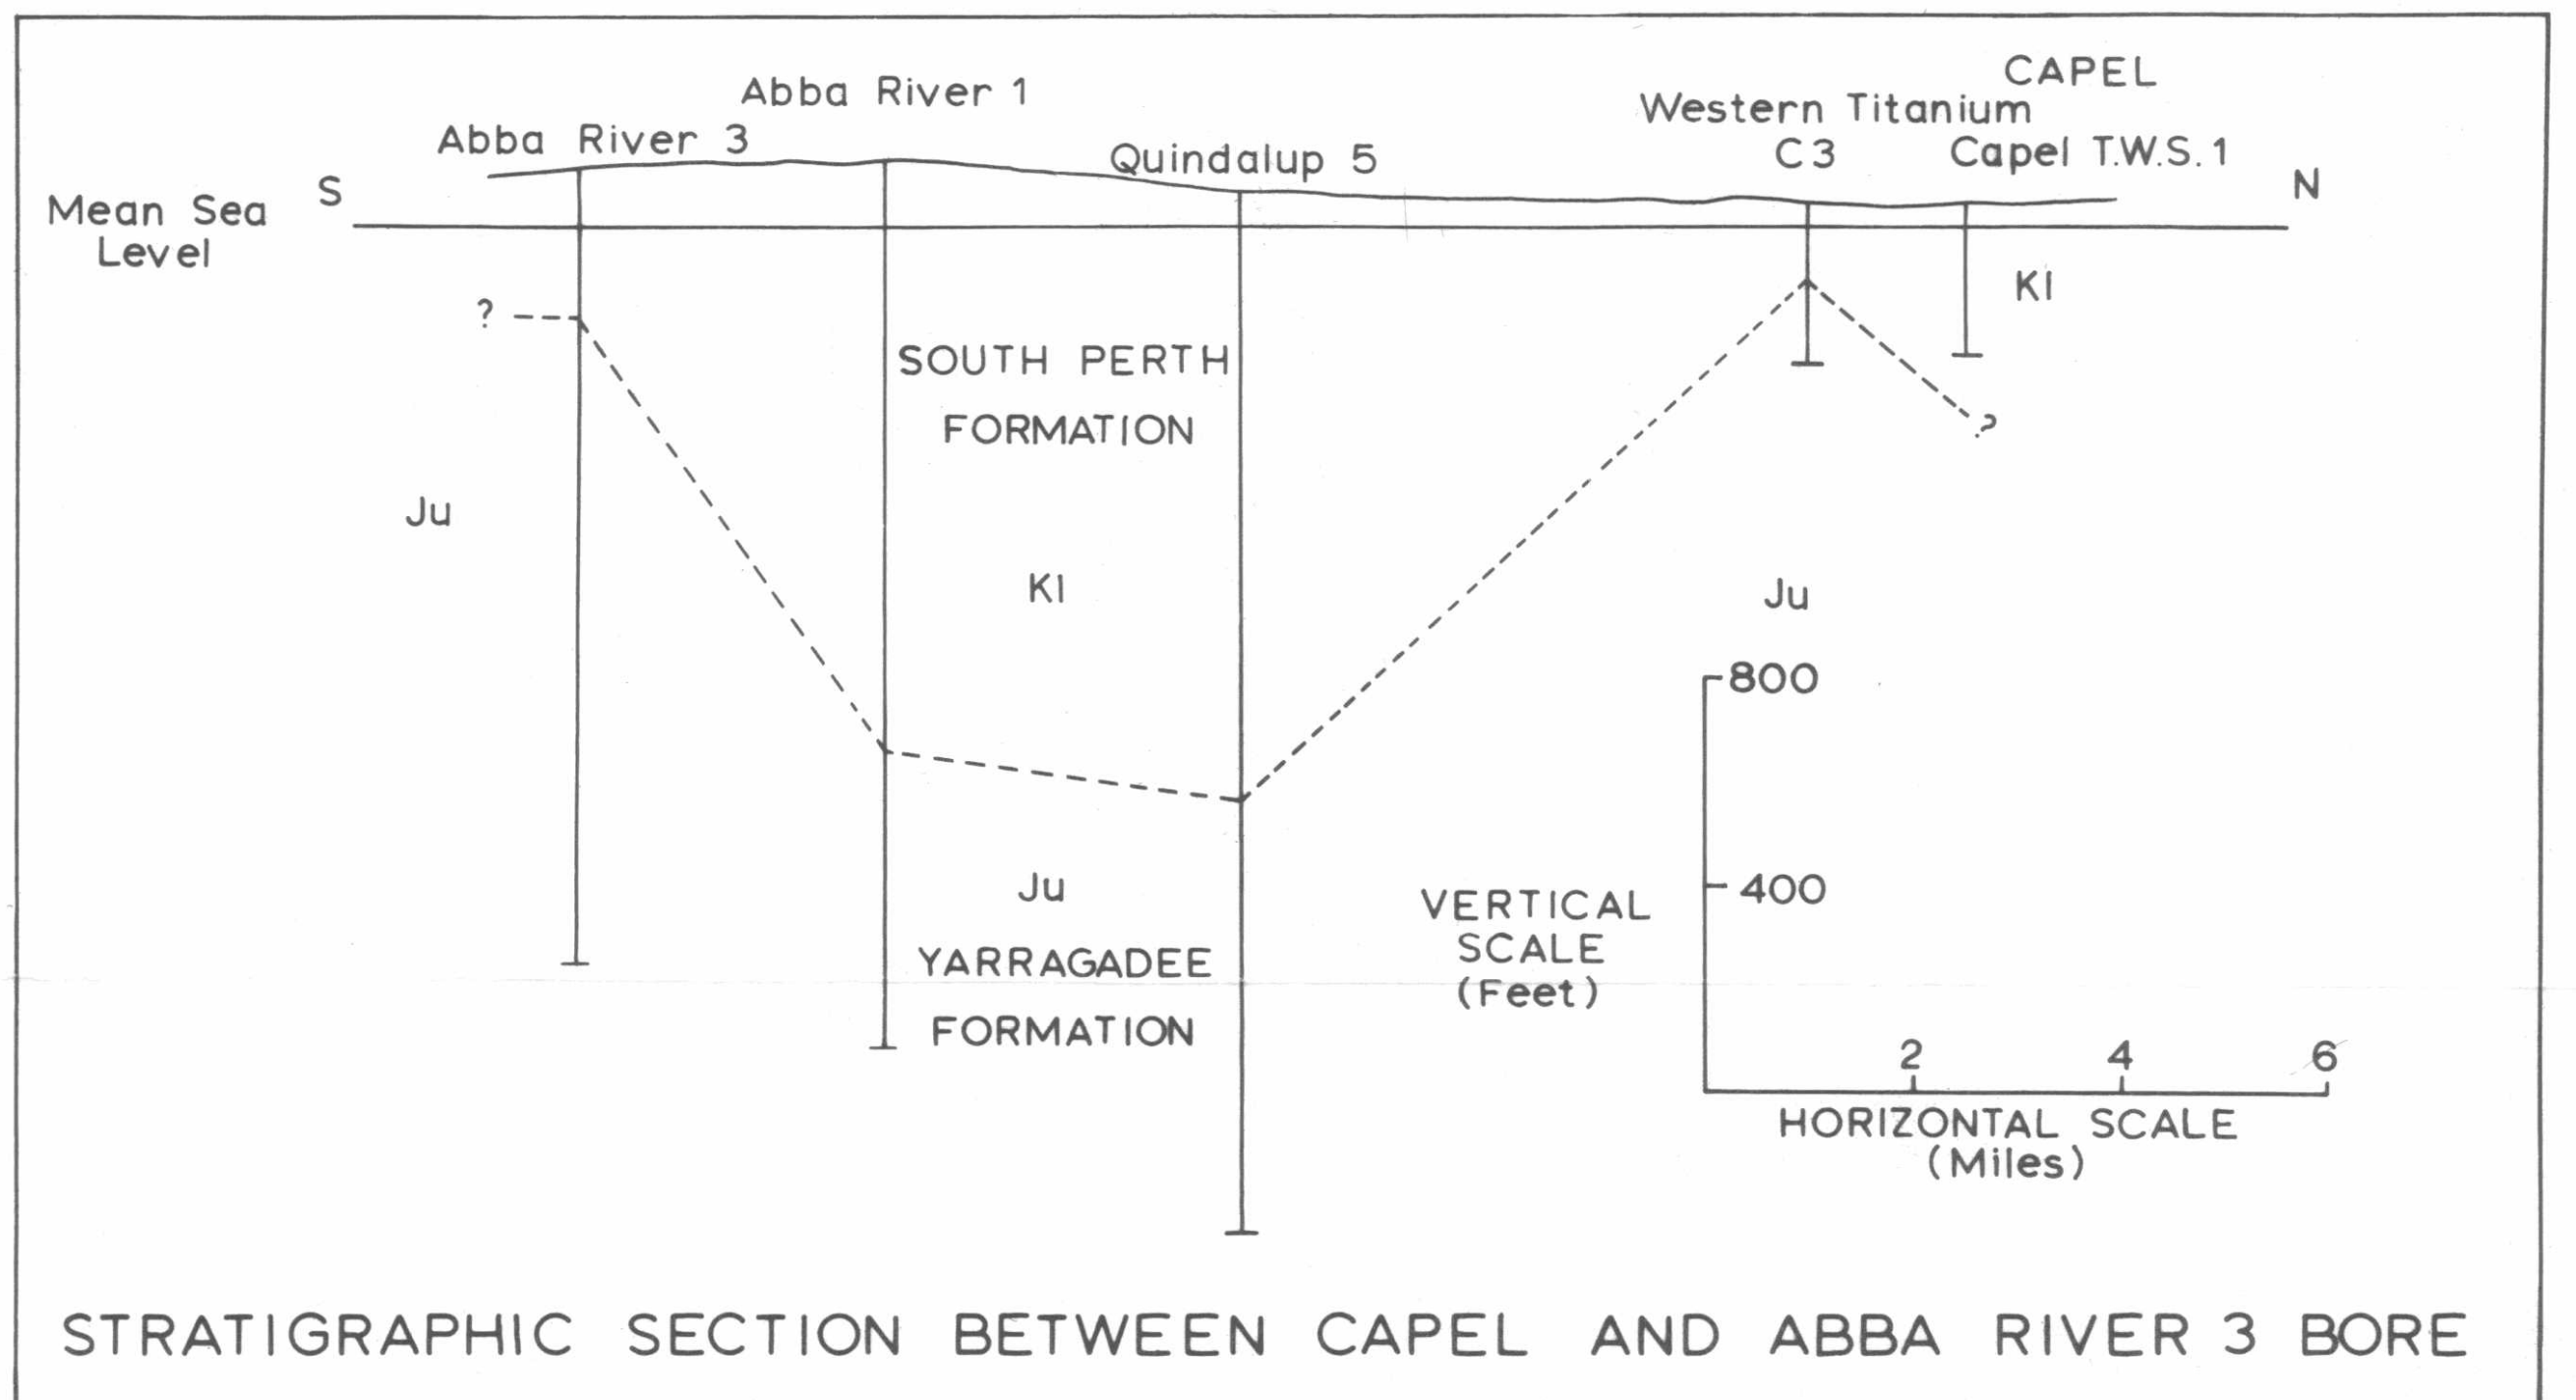 CAPEL
Abba River 1
Western Titanium
Abba River 3
Quindalup 5
C3
Capel T.W.S. 1
S
N
Mean Sea
Level
?
Kl
SOUTH PERTH
FORMATION
?
Ju
Kl
Ju
800
Ju
400
VERTICAL
SCALE
(Feet)
YARRAGADEE
FORMATION
2 4 6
HORIZONTAL SCALE
(Miles)
STRATIGRAPHIC SECTION BETWEEN CAPEL AND ABBA RIVER 3 BORE